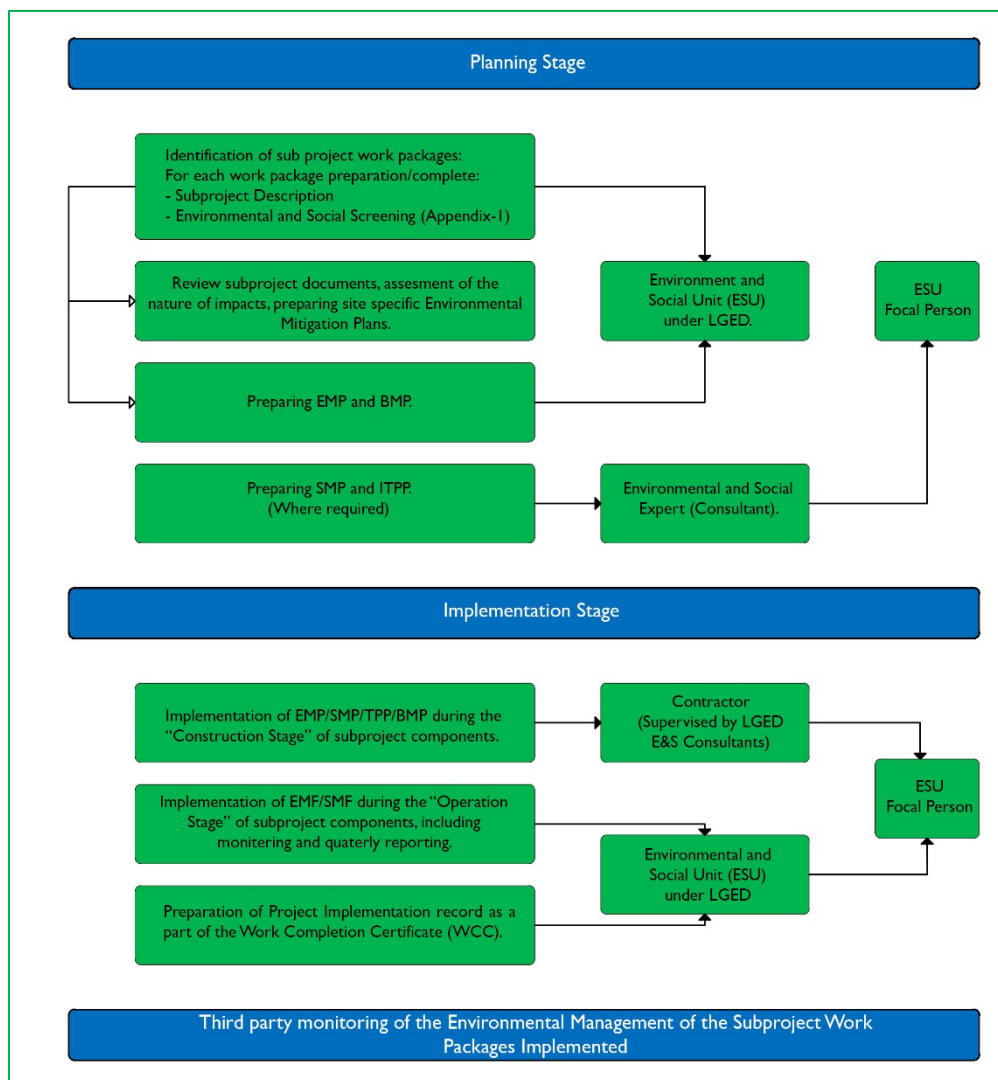 Planning Stage
Identification of sub project work packages:
For each work package preparation/complete:
- Subproject Description
- Environmental and Social Screening (Appendix-1)
Review subproject documents, assesment of the
nature of impacts, preparing site specific Environmental
Mitigation Plans.
Environment and
Social Unit (ESU)
under LGED.
ESU
Focal Person
Preparing EMP and BMP.
Preparing SMP and ITPP.
(Where required)
Environmental and Social
Expert (Consultant).
Implementation Stage
Implementation of EMP/SMP/TPP/BMP during the
“Construction Stage” of subproject components.
Contractor
(Supervised by LGED
E&S Consultants)
Implementation of EMF/SMF during the “Operation
Stage” of subproject components, including
monitering and quaterly reporting.
ESU
Focal Person
Environmental and
Social Unit (ESU)
under LGED
Preparation of Project Implementation record as a
part of the Work Completion Certificate (WCC).
Third party monitoring of the Environmental Management of the Subproject Work
Packages Implemented